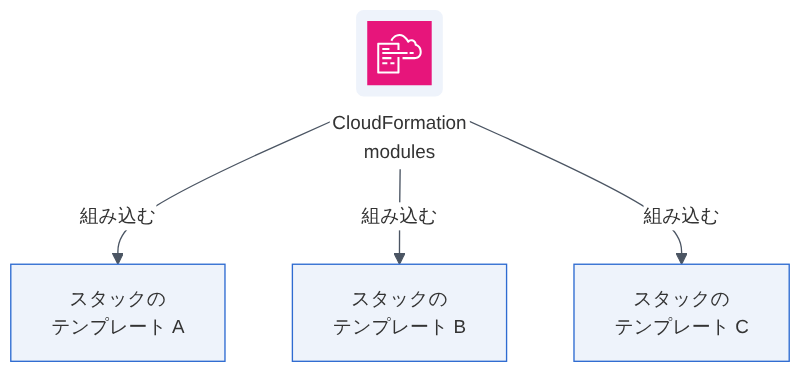 CloudFormation
modules
組み込む
組み込む
組み込む
スタックの
テンプレート A
スタックの
テンプレート B
スタックの
テンプレート C